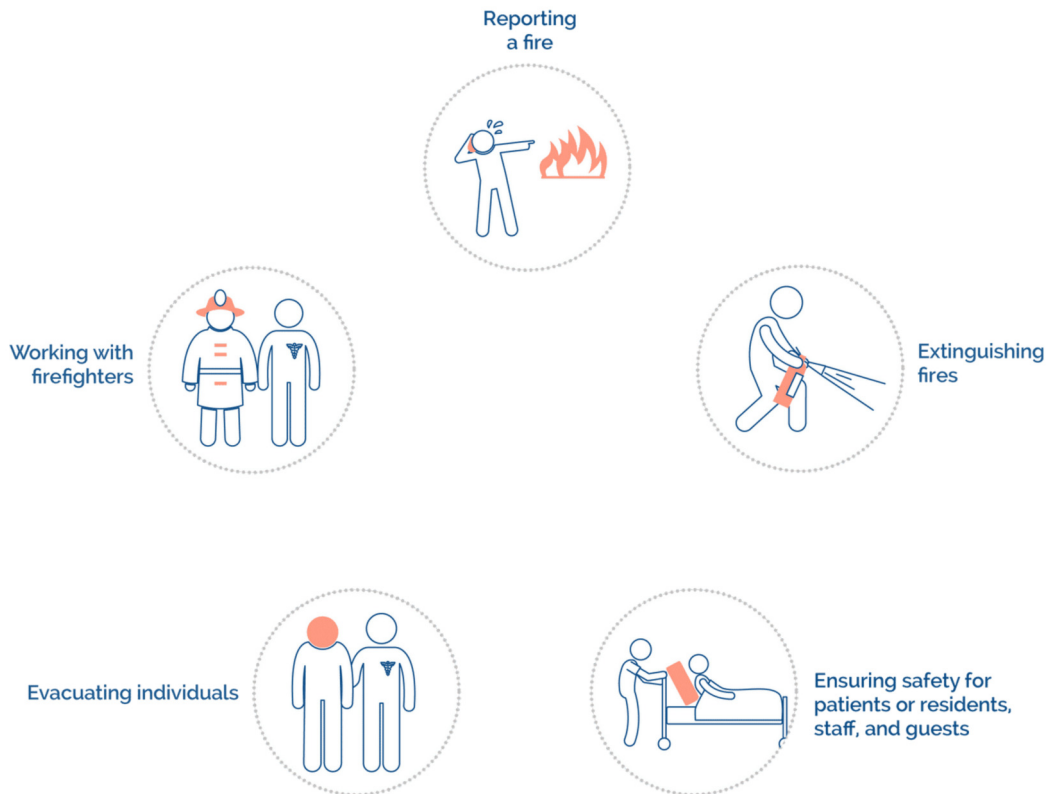 Reporting
a fire
Working with
firefighters
Extinguishing
fires
Evacuating individuals
Ensuring safety for
patients or residents,
staff, and guests